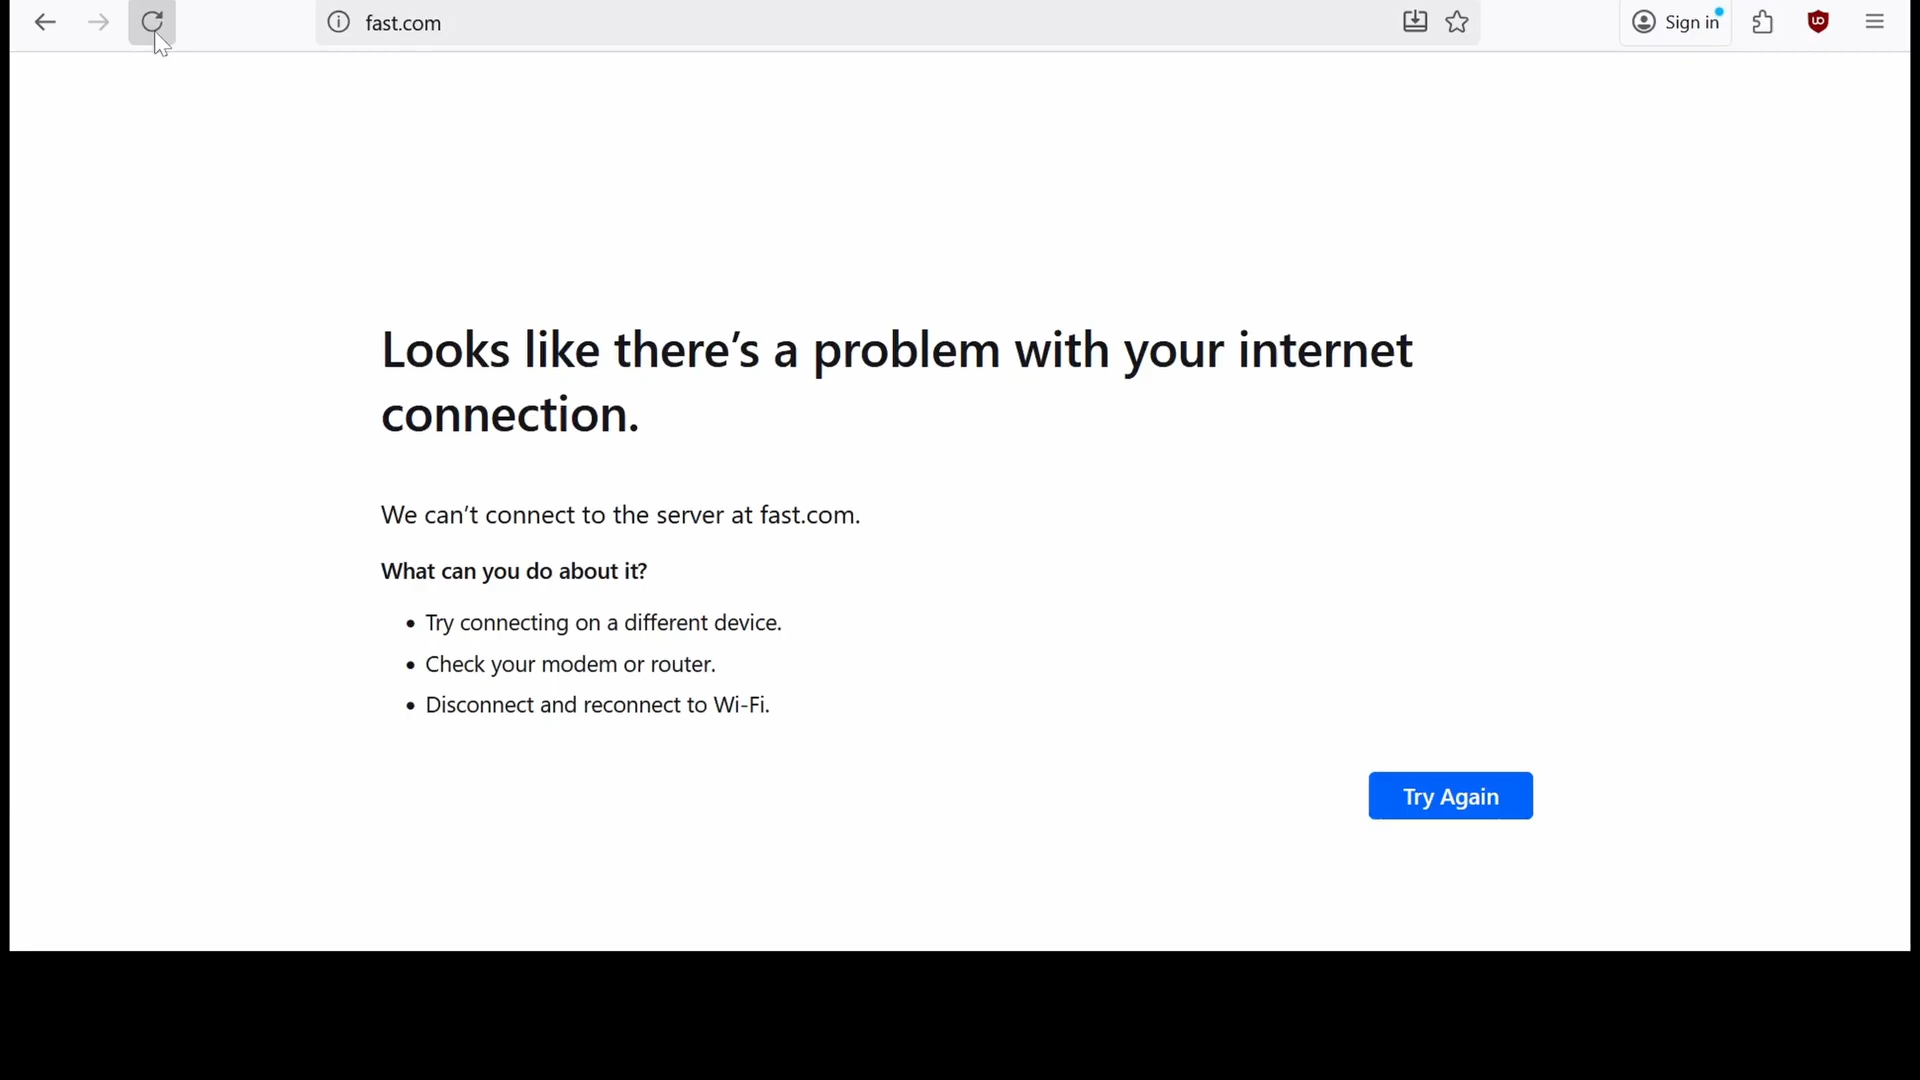 fast.com
Sign in
Looks like there’s a problem with your internet
connection.
We can’t connect to the server at fast.com.
What can you do about it?
• Try connecting on a different device.
• Check your modem or router.
• Disconnect and reconnect to Wi-Fi.
Try Again